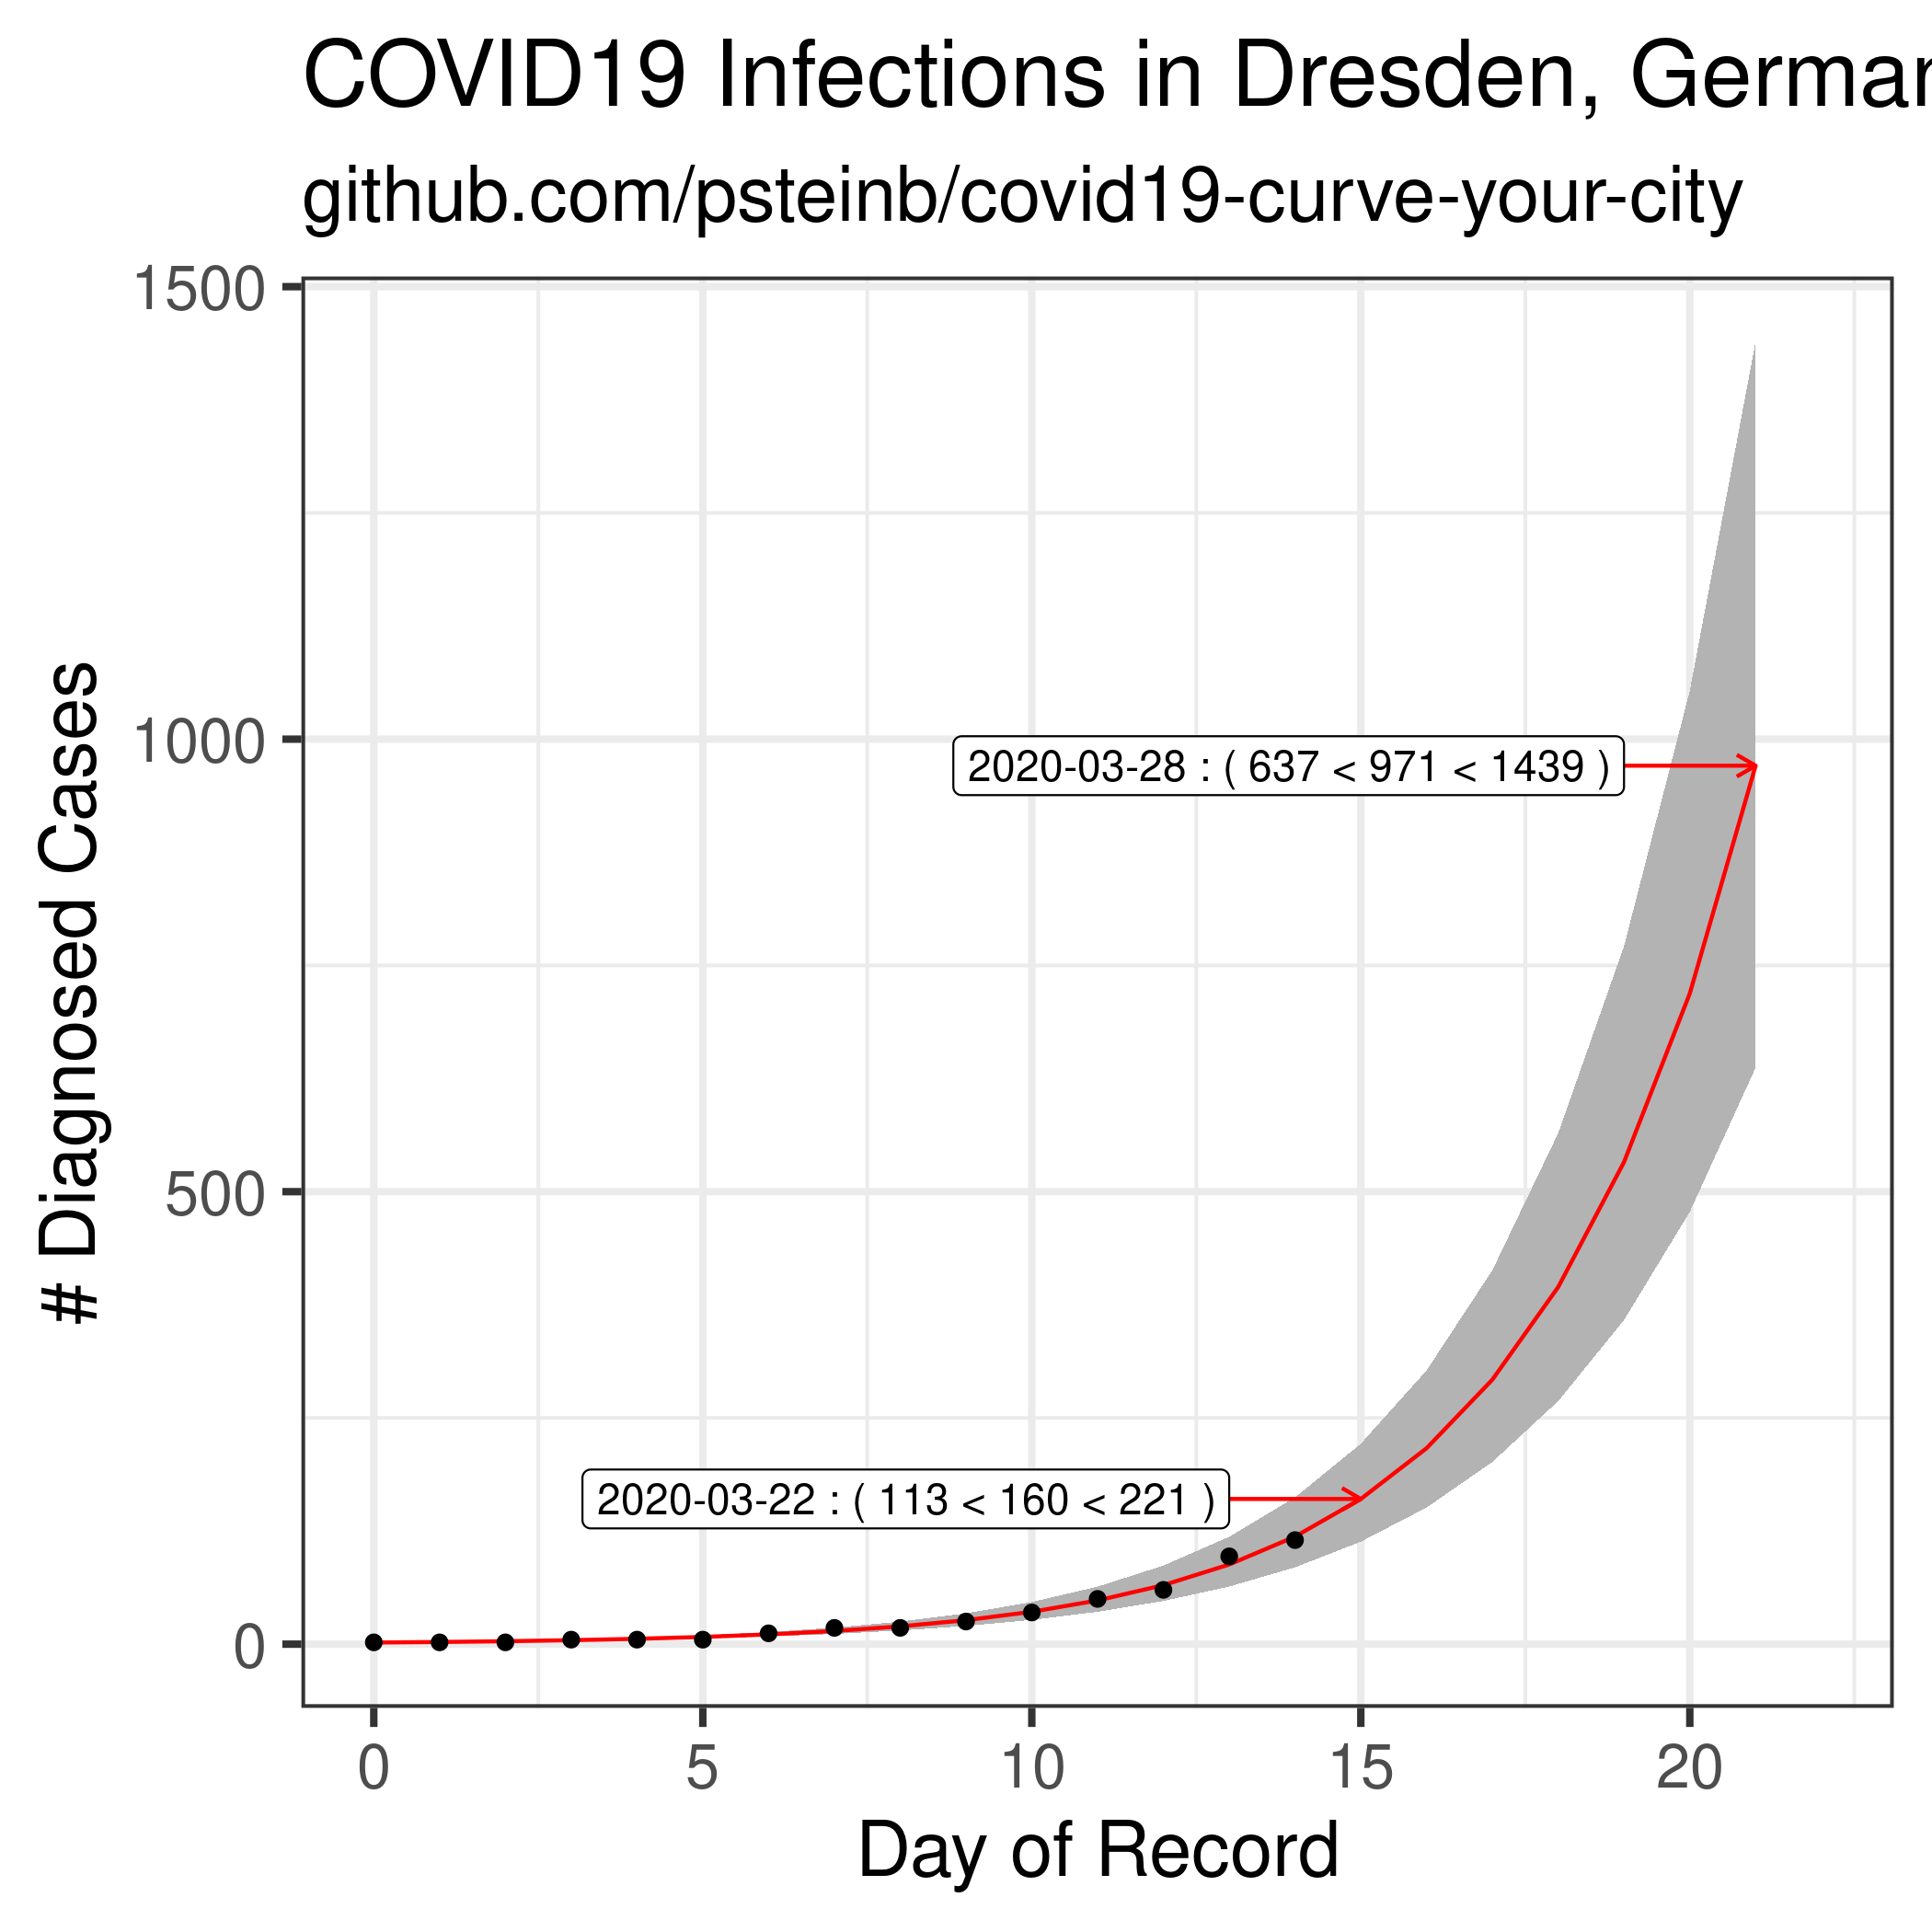 COVID19 Infections in Dresden, German
github.com/psteinb/covid19-curve-your-city
1500
1000
500
0
# Diagnosed Cases
2020-03-28 : ( 637 < 971 < 1439 )
2020-03-22 : ( 113 < 160 < 221 )
0 5 10 15 20
Day of Record